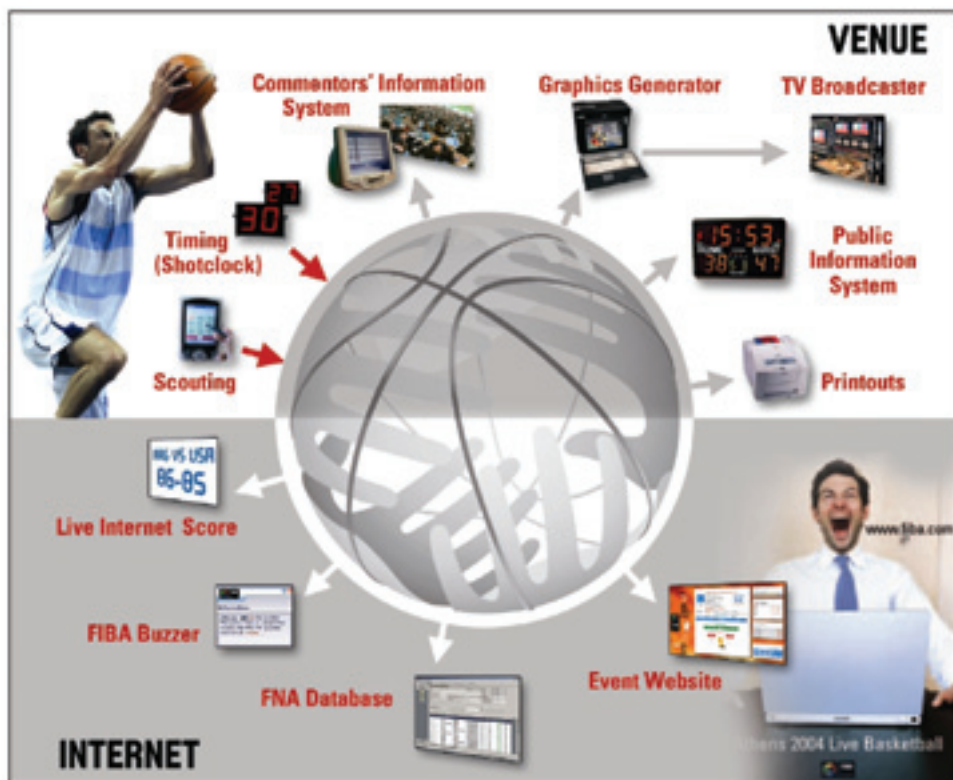 VENUE
Commentors' Information
System
Graphics Generator
TV Broadcaster
27
30
Timing
(Shotclock)
15:53
38 47
Public
Information
System
Scouting
Printouts
ARG VS USA
86-85
Live Internet Score
www.fiba.com
FIBA Buzzer
FNA Database
Event Website
INTERNET
Athens 2004 Live Basketball